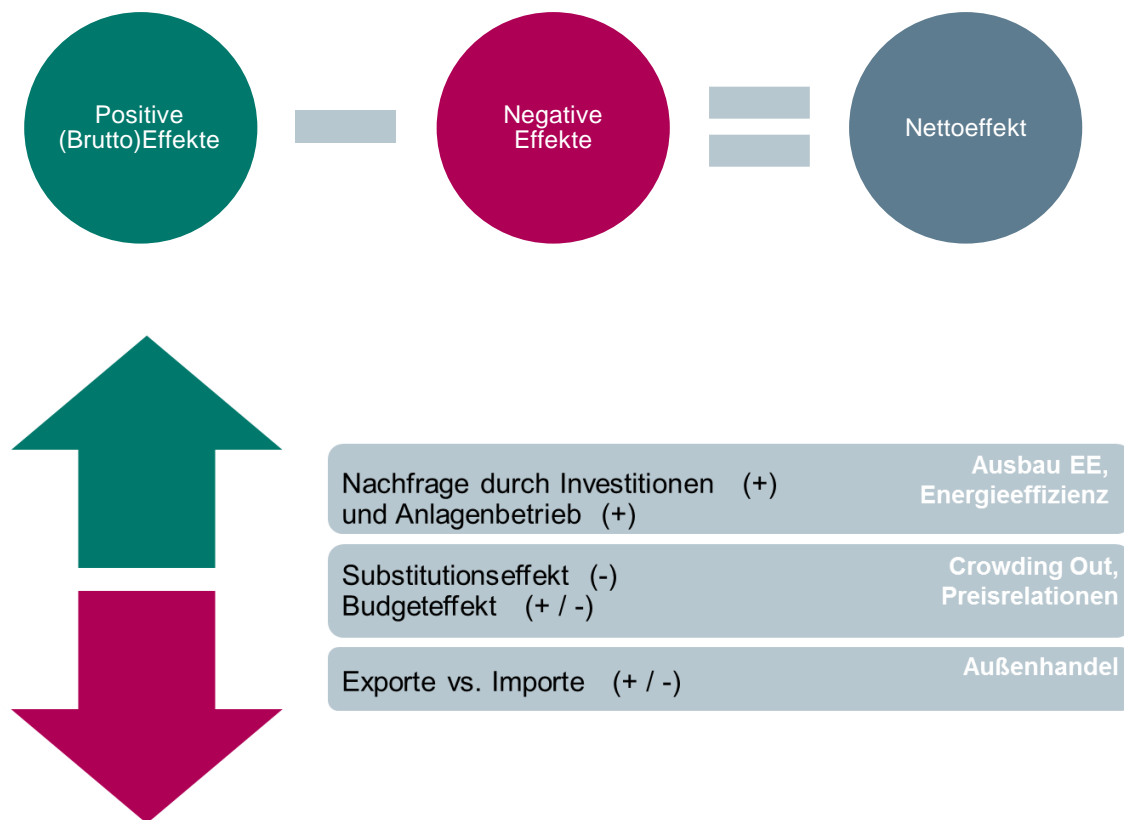 Positive
(Brutto)Effekte
Negative
Effekte
Nettoeffekt
Nachfrage durch Investitionen (+)
und Anlagenbetrieb (+)
Ausbau EE,
Energieeffizienz
Substitutionseffekt (-)
Budgeteffekt (+ / -)
Crowding Out,
Preisrelationen
Exporte vs. Importe (+ / -)
Außenhandel